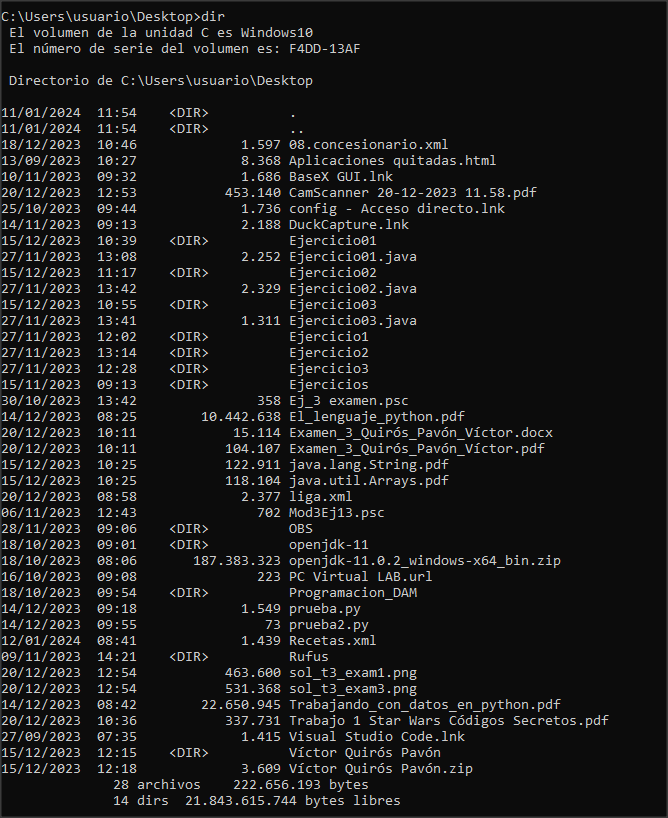 C:\Users\usuario\Desktop>dir
 El volumen de la unidad C es Windows10
 El número de serie del volumen es: F4DD-13AF

 Directorio de C:\Users\usuario\Desktop

11/01/2024  11:54    <DIR>          .
11/01/2024  11:54    <DIR>          ..
18/12/2023  10:46             1.597 08.concesionario.xml
13/09/2023  10:27             8.368 Aplicaciones quitadas.html
10/11/2023  09:32             1.686 BaseX GUI.lnk
20/12/2023  12:53           453.140 CamScanner 20-12-2023 11.58.pdf
25/10/2023  09:44             1.736 config - Acceso directo.lnk
14/11/2023  09:13             2.188 DuckCapture.lnk
15/12/2023  10:39    <DIR>          Ejercicio01
27/11/2023  13:08             2.252 Ejercicio01.java
15/12/2023  11:17    <DIR>          Ejercicio02
27/11/2023  13:42             2.329 Ejercicio02.java
15/12/2023  10:55    <DIR>          Ejercicio03
27/11/2023  13:41             1.311 Ejercicio03.java
27/11/2023  12:02    <DIR>          Ejercicio1
27/11/2023  13:14    <DIR>          Ejercicio2
27/11/2023  12:28    <DIR>          Ejercicio3
15/11/2023  09:13    <DIR>          Ejercicios
30/10/2023  13:42               358 Ej_3 examen.psc
14/12/2023  08:25        10.442.638 El_lenguaje_python.pdf
20/12/2023  10:11            15.114 Examen_3_Quirós_Pavón_Víctor.docx
20/12/2023  10:11           104.107 Examen_3_Quirós_Pavón_Víctor.pdf
15/12/2023  10:25           122.911 java.lang.String.pdf
15/12/2023  10:25           118.104 java.util.Arrays.pdf
20/12/2023  08:58             2.377 liga.xml
06/11/2023  12:43               702 Mod3Ej13.psc
28/11/2023  09:06    <DIR>          OBS
18/10/2023  09:01    <DIR>          openjdk-11
18/10/2023  08:06       187.383.323 openjdk-11.0.2_windows-x64_bin.zip
16/10/2023  09:08               223 PC Virtual LAB.url
18/10/2023  09:54    <DIR>          Programacion_DAM
14/12/2023  09:18             1.549 prueba.py
14/12/2023  09:55                73 prueba2.py
12/01/2024  08:41             1.439 Recetas.xml
09/11/2023  14:21    <DIR>          Rufus
20/12/2023  12:54           463.600 sol_t3_exam1.png
20/12/2023  12:54           531.368 sol_t3_exam3.png
14/12/2023  08:42        22.650.945 Trabajando_con_datos_en_python.pdf
20/12/2023  10:36           337.731 Trabajo 1 Star Wars Códigos Secretos.pdf
27/09/2023  07:35             1.415 Visual Studio Code.lnk
15/12/2023  12:15    <DIR>          Víctor Quirós Pavón
15/12/2023  12:18             3.609 Víctor Quirós Pavón.zip
              28 archivos    222.656.193 bytes
              14 dirs  21.843.615.744 bytes libres